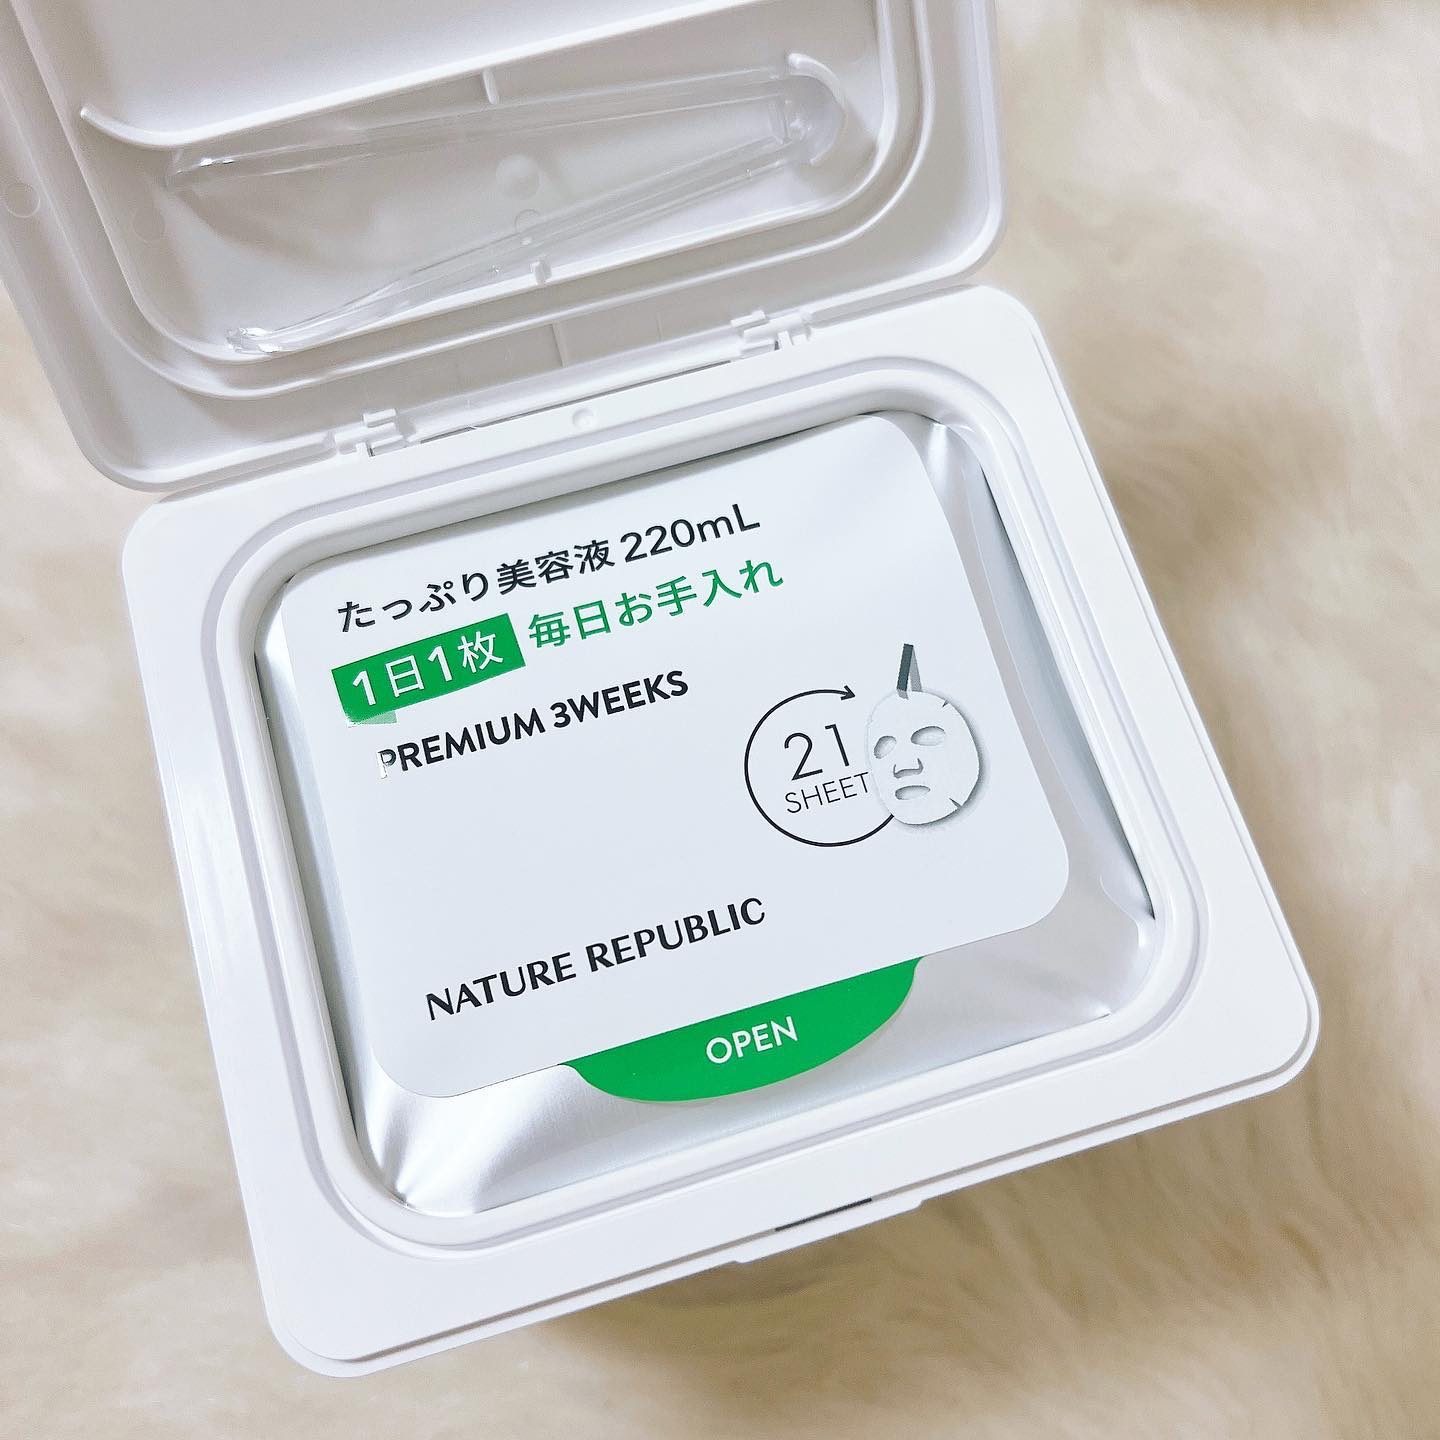 たっぷり美容液 220mL
1日1枚 毎日お手入れ
PREMIUM 3WEEKS
21
SHEET
NATURE REPUBLIC
OPEN